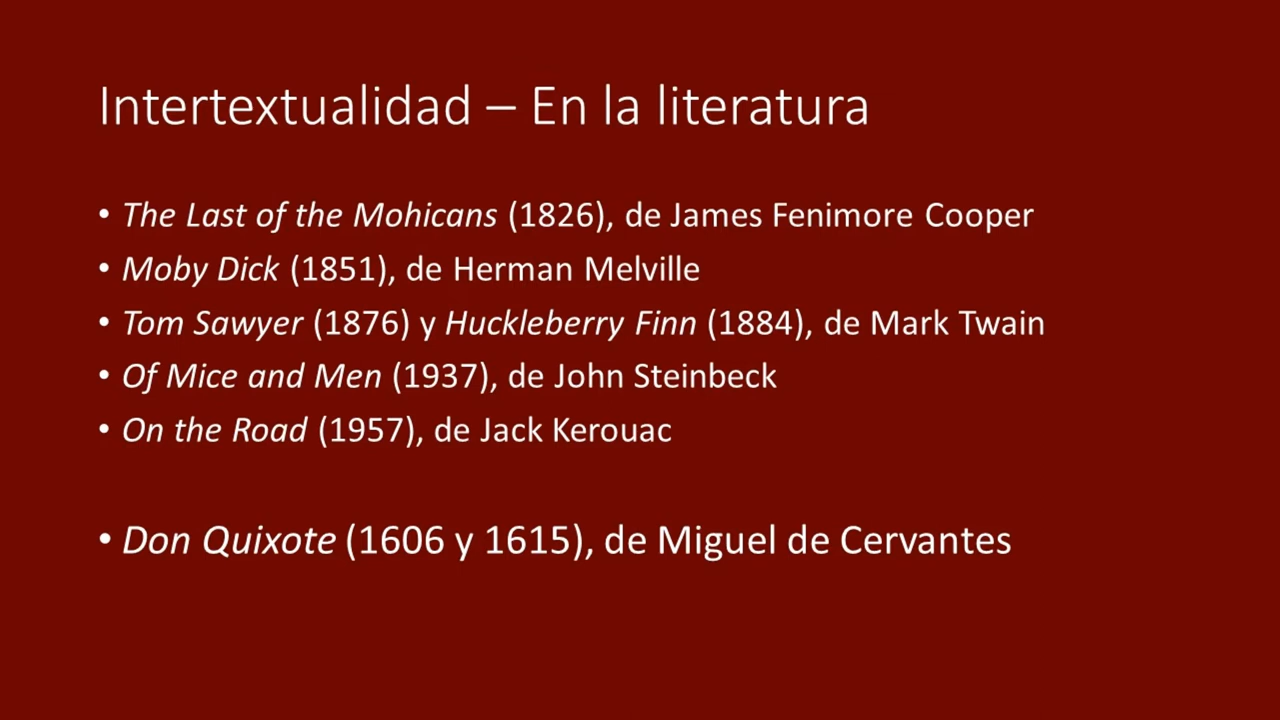 Intertextualidad – En la literatura
• The Last of the Mohicans (1826), de James Fenimore Cooper
• Moby Dick (1851), de Herman Melville
• Tom Sawyer (1876) y Huckleberry Finn (1884), de Mark Twain
• Of Mice and Men (1937), de John Steinbeck
• On the Road (1957), de Jack Kerouac
• Don Quixote (1606 y 1615), de Miguel de Cervantes